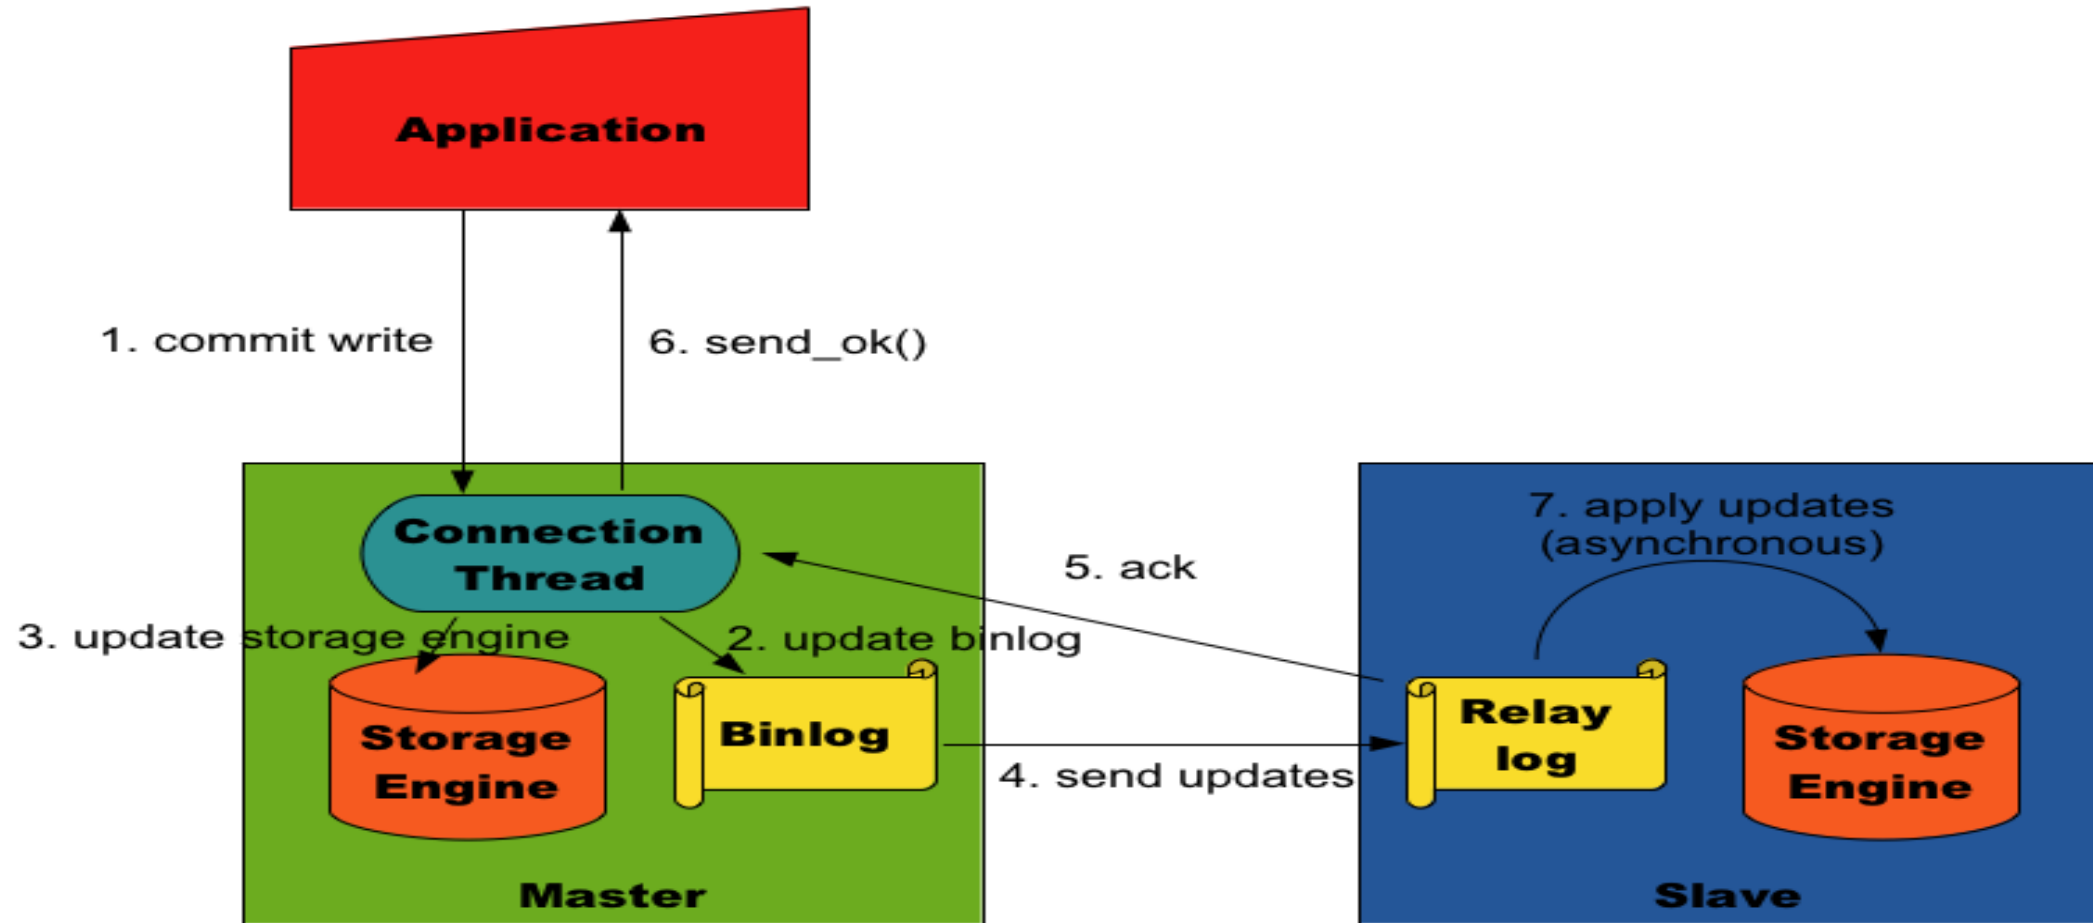 Application
1. commit write
6. send_ok()
Connection
Thread
7. apply updates
(asynchronous)
5. ack
3. update storage engine
2. update binlog
Storage
Engine
Binlog
4. send updates
Relay
log
Storage
Engine
Master
Slave